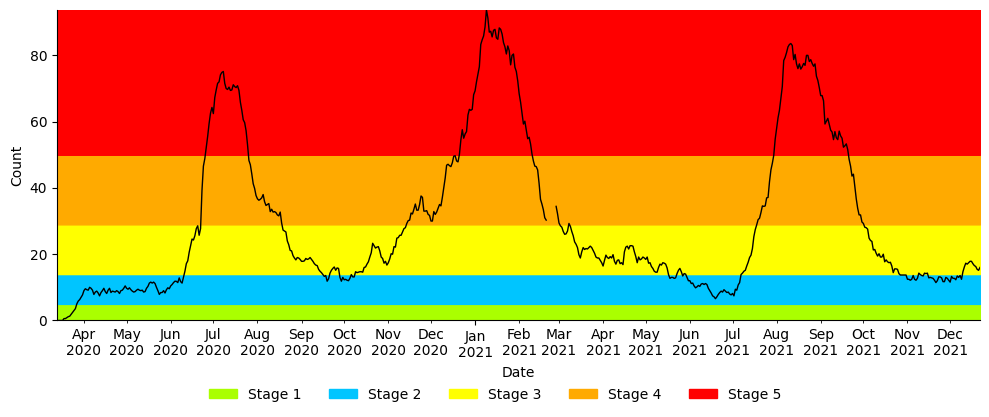 Count
80
60
40
20
0
Apr May Jun Jul Aug Sep Oct Nov Dec Jan Feb Mar Apr May Jun Jul Aug Sep Oct Nov Dec
2020 2020 2020 2020 2020 2020 2020 2020 2020 2021 2021 2021 2021 2021 2021 2021 2021 2021 2021 2021 2021
Date
Stage 1 Stage 2 Stage 3 Stage 4 Stage 5